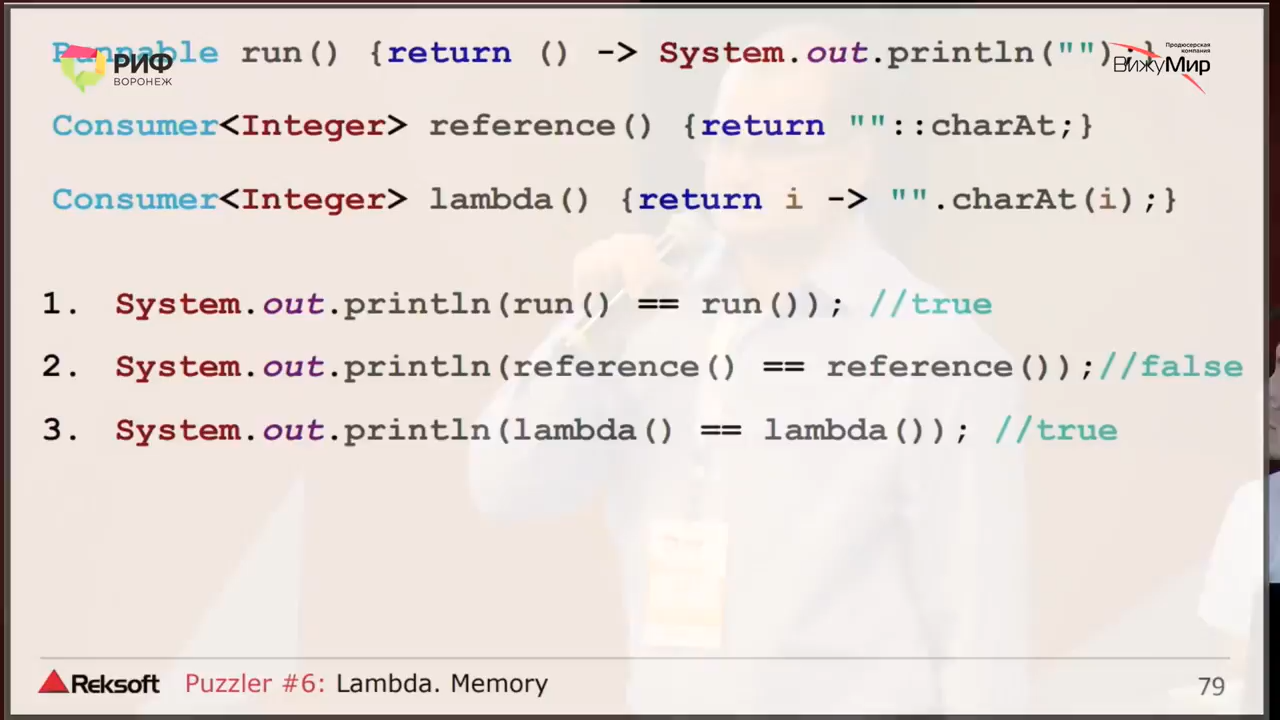 Runnable run() {return () -> System.out.println("");}
РИФ
ВОРОНЕЖ
Продюсерская
компания
ВижуМир
Consumer<Integer> reference() {return ""::charAt;}
Consumer<Integer> lambda() {return i -> "".charAt(i);}
1. System.out.println(run() == run()); //true
2. System.out.println(reference() == reference());//false
3. System.out.println(lambda() == lambda()); //true
Reksoft Puzzler #6: Lambda. Memory 79